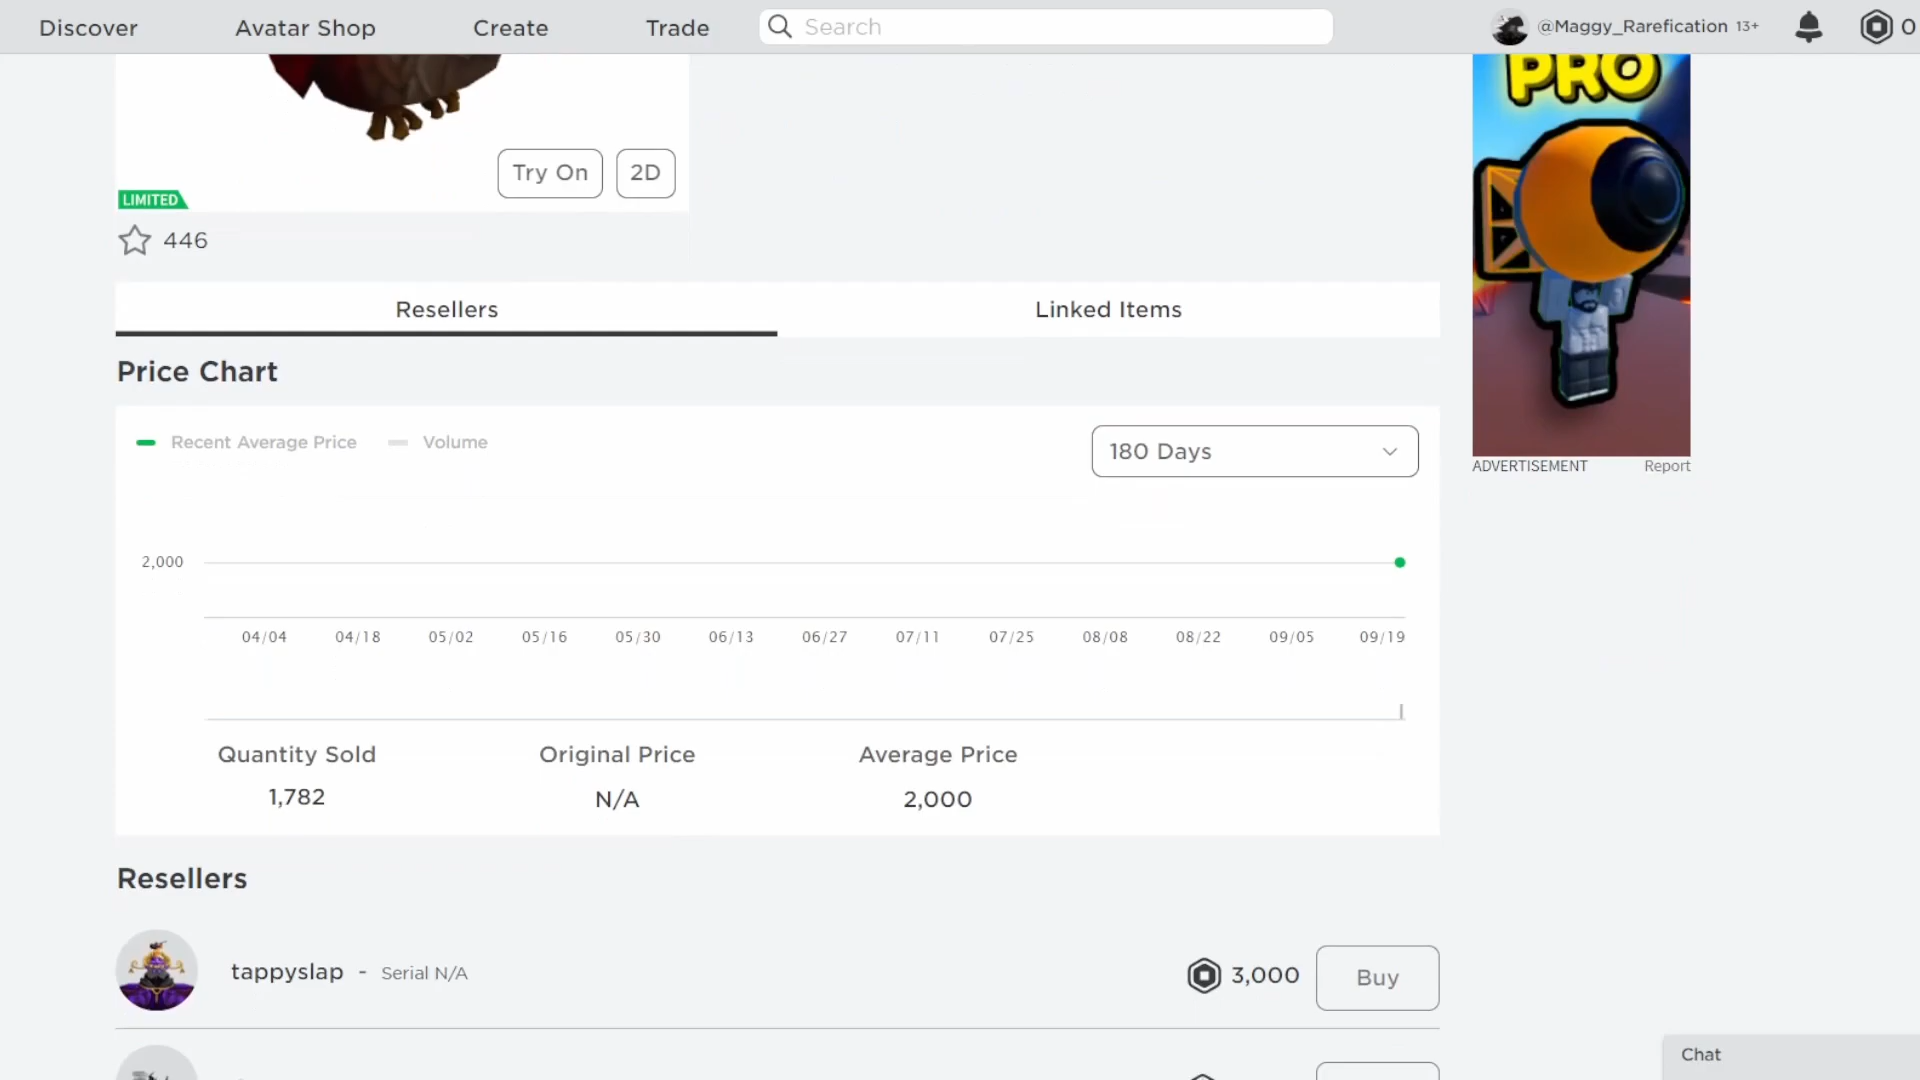 Discover Avatar Shop Create Trade Search @Maggy_Rarefication 13+ 0
PRO
Try On 2D
LIMITED
446
Resellers Linked Items
ADVERTISEMENT Report
Price Chart
Recent Average Price Volume 180 Days
2,000
04/04 04/18 05/02 05/16 05/30 06/13 06/27 07/11 07/25 08/08 08/22 09/05 09/19
Quantity Sold Original Price Average Price
1,782 N/A 2,000
Resellers
tappyslap - Serial N/A 3,000 Buy
Chat